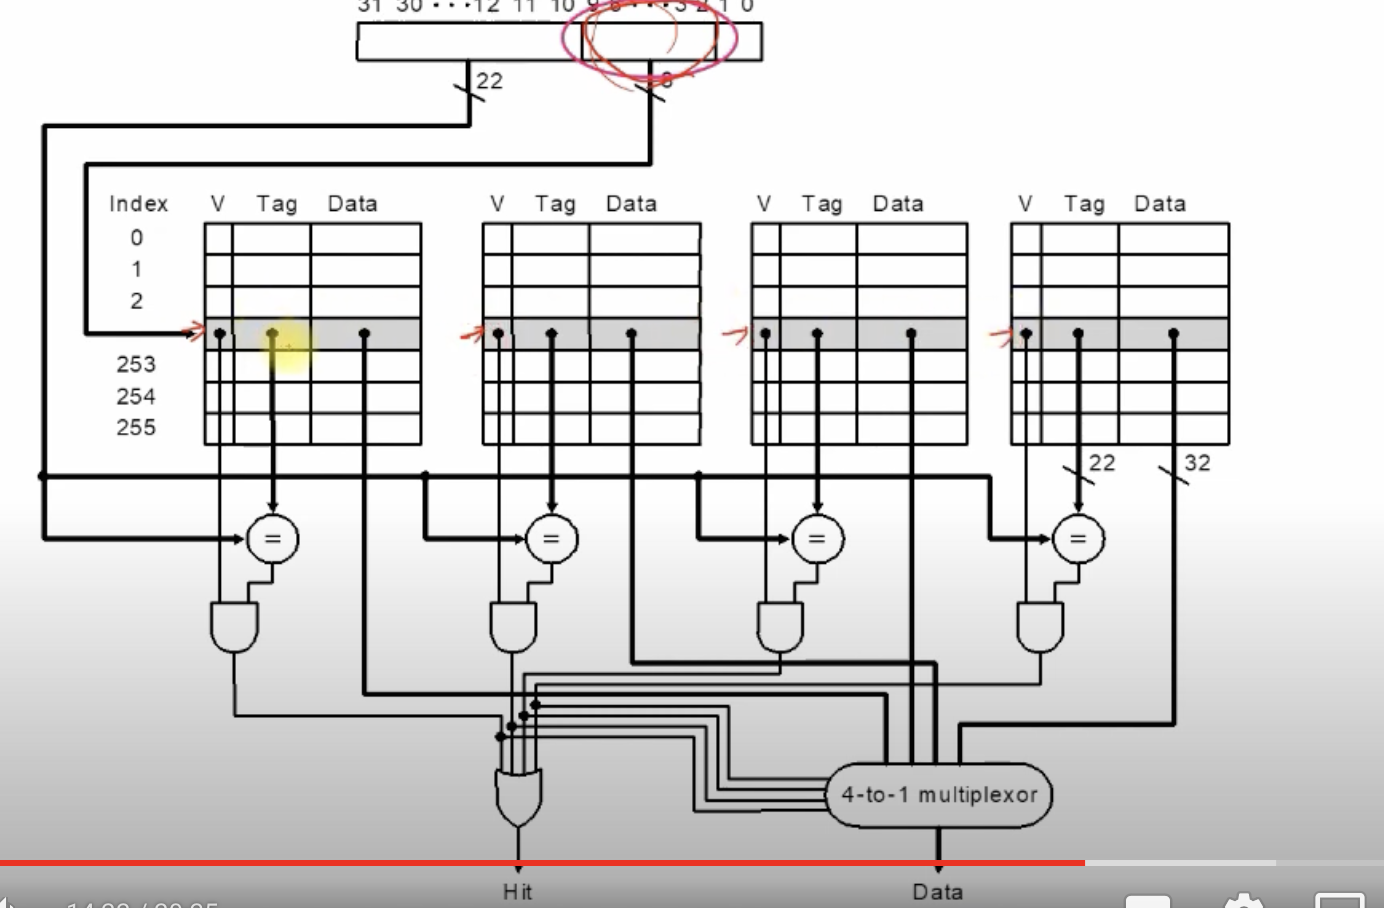 31 30 ···12 11 10 9 8 ···3 2 1 0
22
8
Index V Tag Data V Tag Data V Tag Data V Tag Data
0
1
2
253
254
255
22 32
= = = =
4-to-1 multiplexor
Hit Data